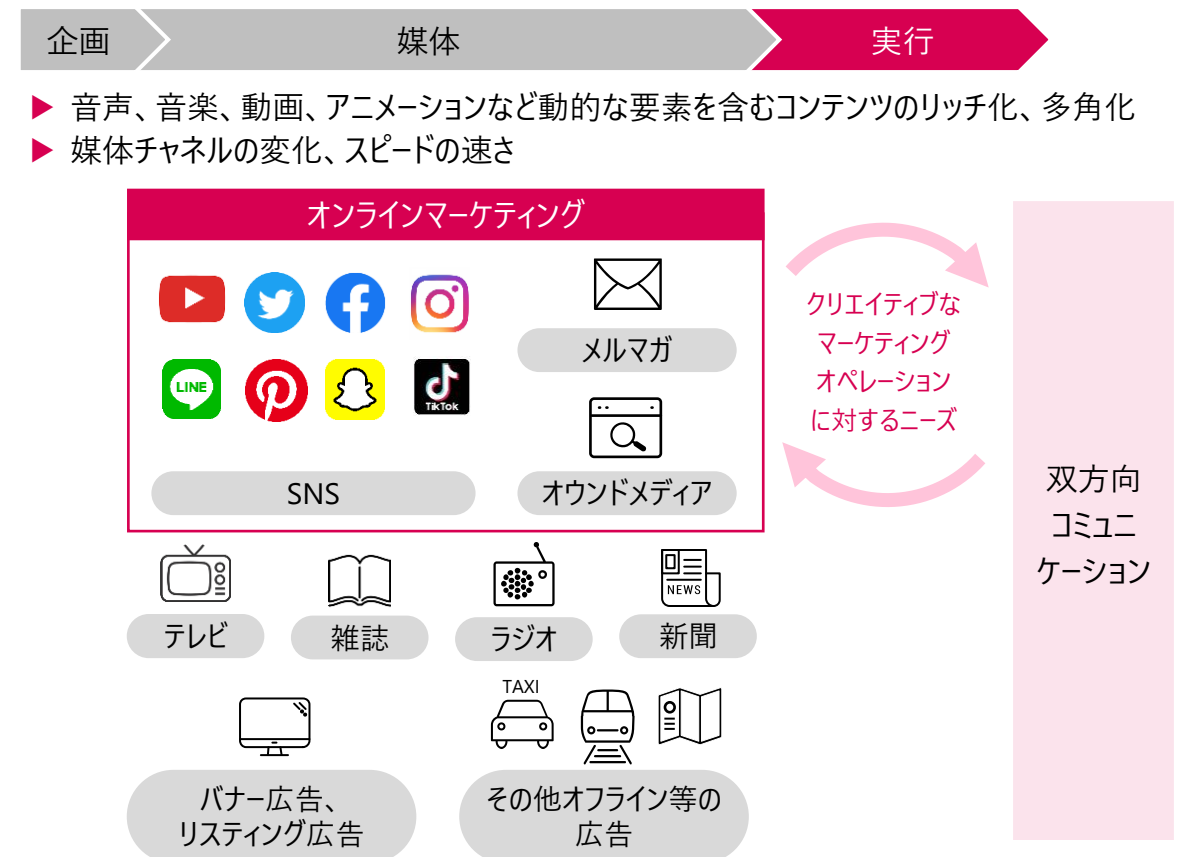 企画
媒体
実行
音声、音楽、動画、アニメーションなど動的な要素を含むコンテンツのリッチ化、多角化
媒体チャネルの変化、スピードの速さ
オンラインマーケティング
LINE
TikTok
メルマガ
SNS
オウンドメディア
クリエイティブな
マーケティング
オペレーション
に対するニーズ
双方向
コミュニ
ケーション
NEWS
テレビ
雑誌
ラジオ
新聞
TAXI
バナー広告、
リスティング広告
その他オフライン等の
広告